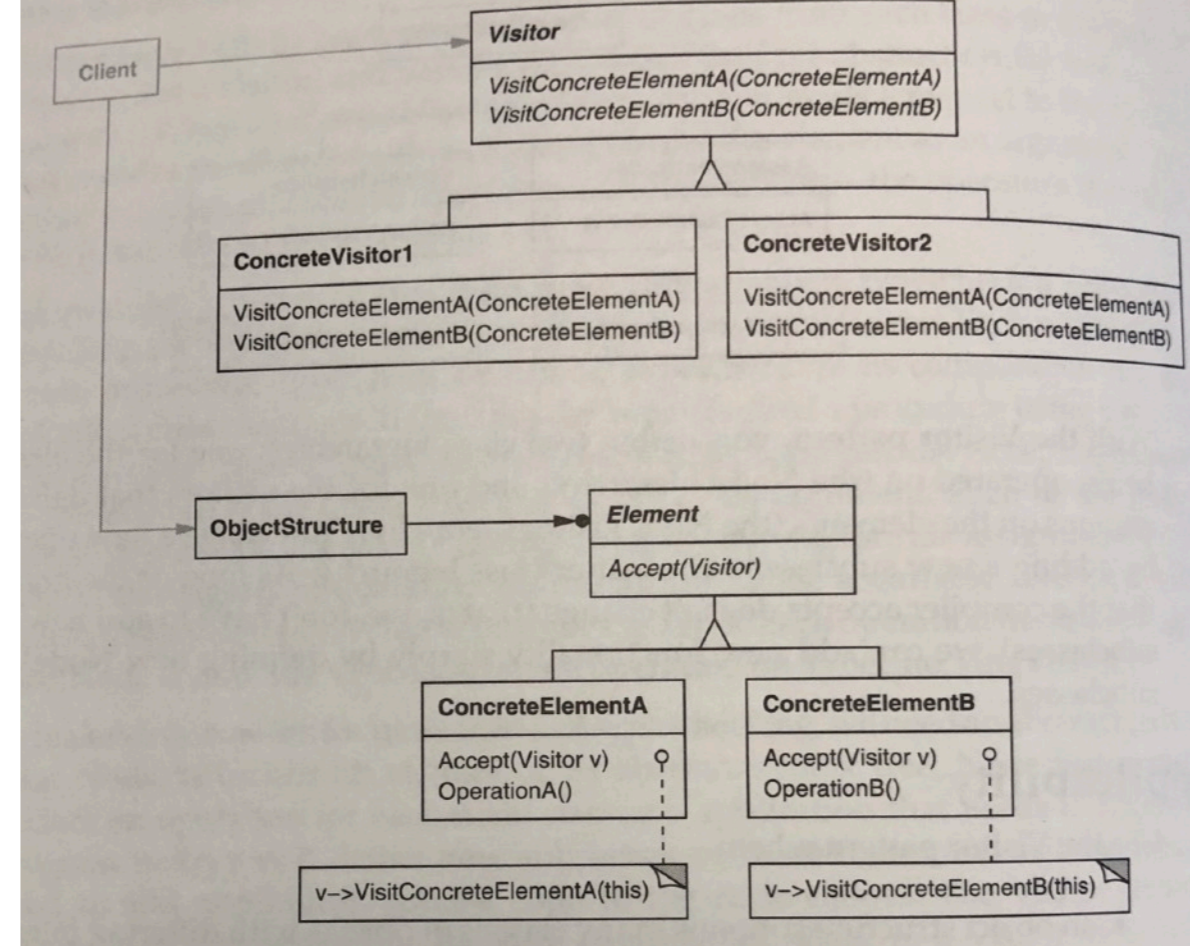 Client
Visitor
VisitConcreteElementA(ConcreteElementA)
VisitConcreteElementB(ConcreteElementB)
ConcreteVisitor1
VisitConcreteElementA(ConcreteElementA)
VisitConcreteElementB(ConcreteElementB)
ConcreteVisitor2
VisitConcreteElementA(ConcreteElementA)
VisitConcreteElementB(ConcreteElementB)
ObjectStructure
Element
Accept(Visitor)
ConcreteElementA
Accept(Visitor v)
OperationA()
ConcreteElementB
Accept(Visitor v)
OperationB()
v–>VisitConcreteElementA(this)
v–>VisitConcreteElementB(this)